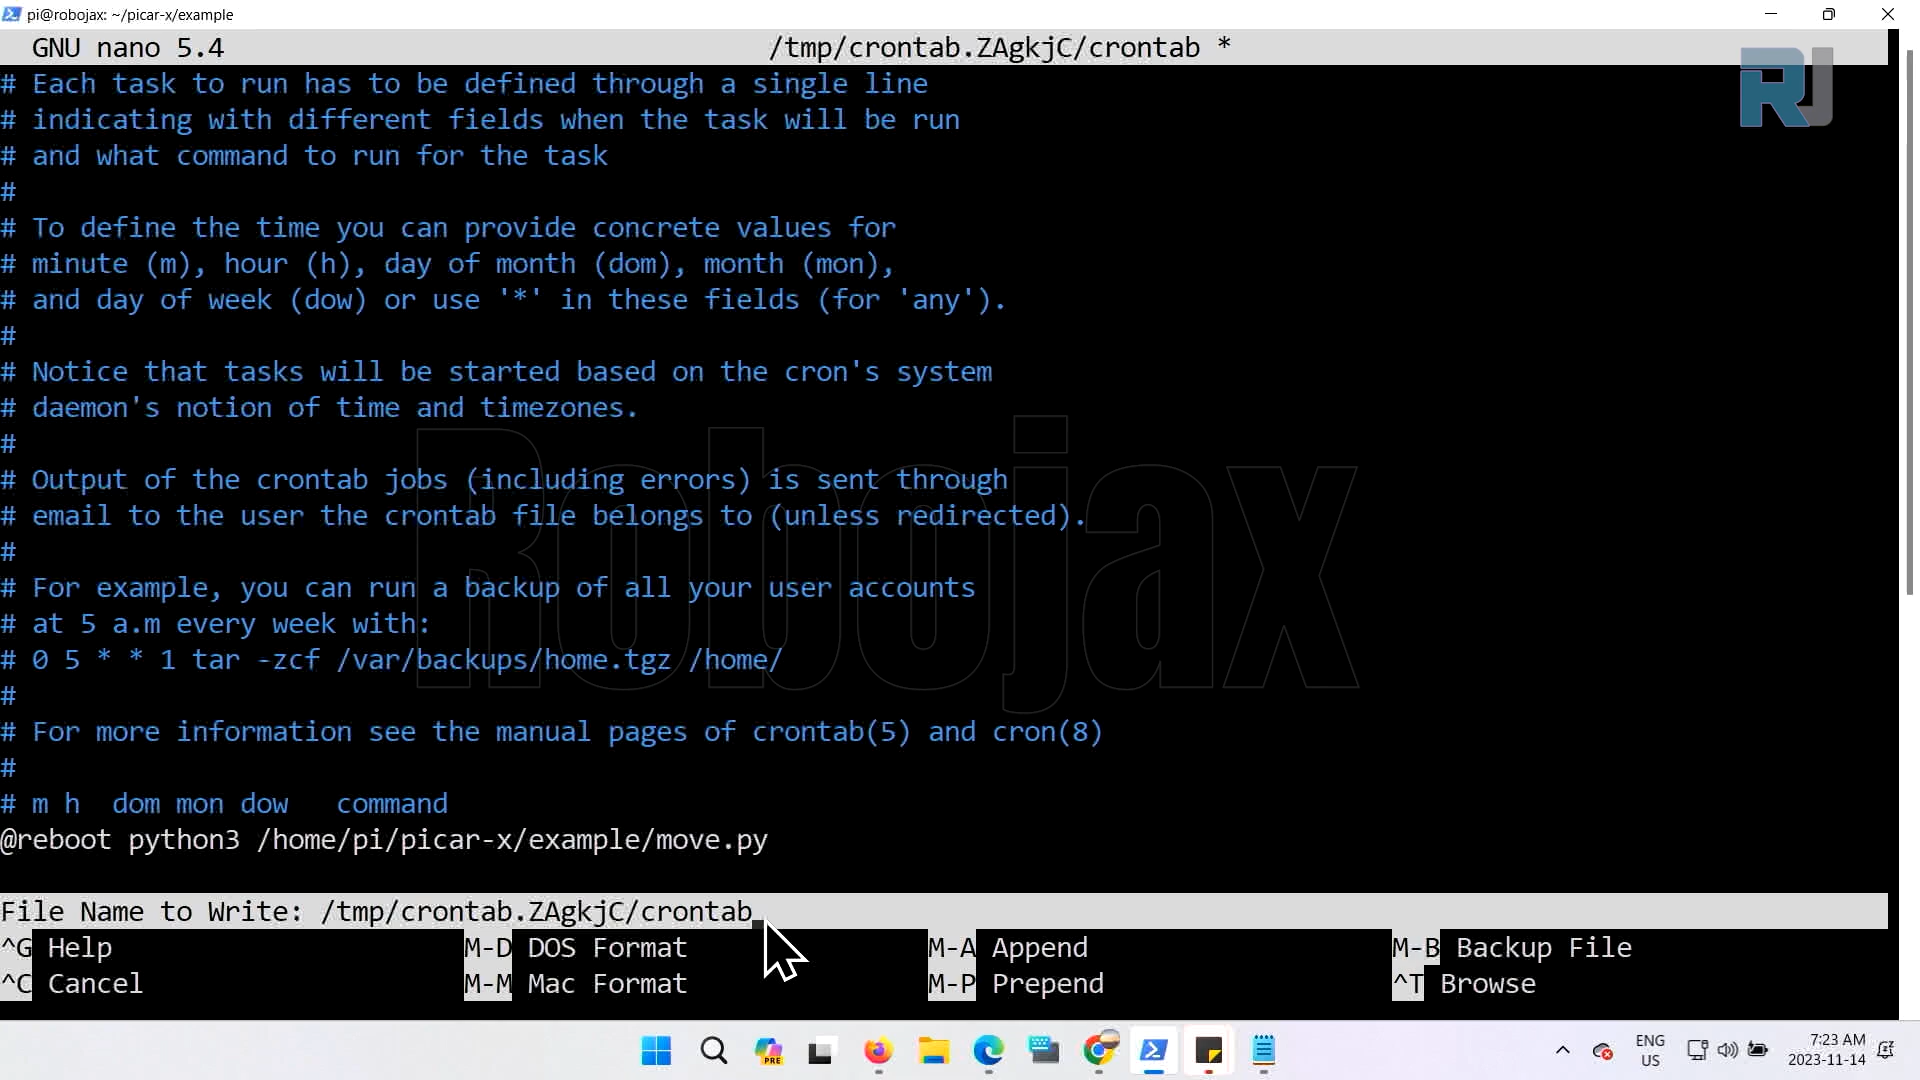 pi@robojax: ~/picar-x/example
GNU nano 5.4 /tmp/crontab.ZAgkjC/crontab *
# Each task to run has to be defined through a single line
# indicating with different fields when the task will be run
# and what command to run for the task
#
# To define the time you can provide concrete values for
# minute (m), hour (h), day of month (dom), month (mon),
# and day of week (dow) or use '*' in these fields (for 'any').
#
# Notice that tasks will be started based on the cron's system
# daemon's notion of time and timezones.
#
# Output of the crontab jobs (including errors) is sent through
# email to the user the crontab file belongs to (unless redirected).
#
# For example, you can run a backup of all your user accounts
# at 5 a.m every week with:
# 0 5 * * 1 tar -zcf /var/backups/home.tgz /home/
#
# For more information see the manual pages of crontab(5) and cron(8)
#
# m h  dom mon dow   command
@reboot python3 /home/pi/picar-x/example/move.py
File Name to Write: /tmp/crontab.ZAgkjC/crontab
^G Help M-D DOS Format M-A Append M-B Backup File
^C Cancel M-M Mac Format M-P Prepend ^T Browse
RJ
Robojax
PRE
ENG
US
7:23 AM
2023-11-14